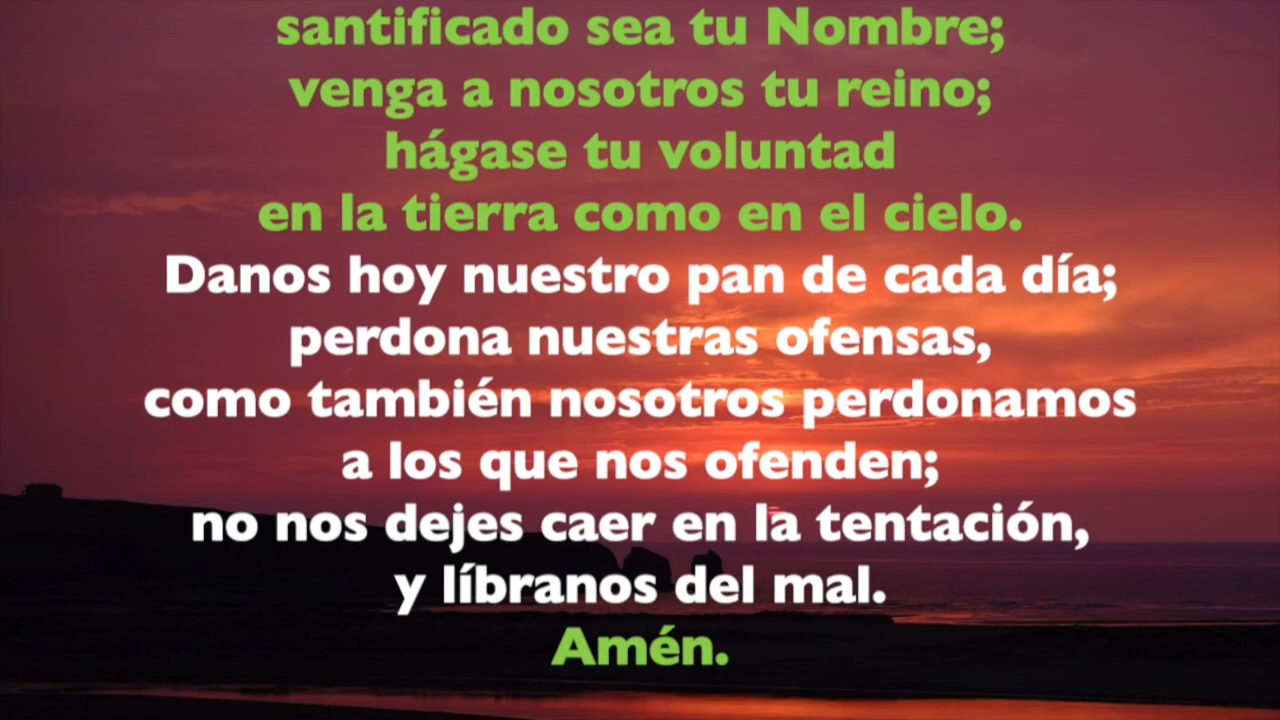 santificado sea tu Nombre;
venga a nosotros tu reino;
hágase tu voluntad
en la tierra como en el cielo.
Danos hoy nuestro pan de cada día;
perdona nuestras ofensas,
como también nosotros perdonamos
a los que nos ofenden;
no nos dejes caer en la tentación,
y líbranos del mal.
Amén.